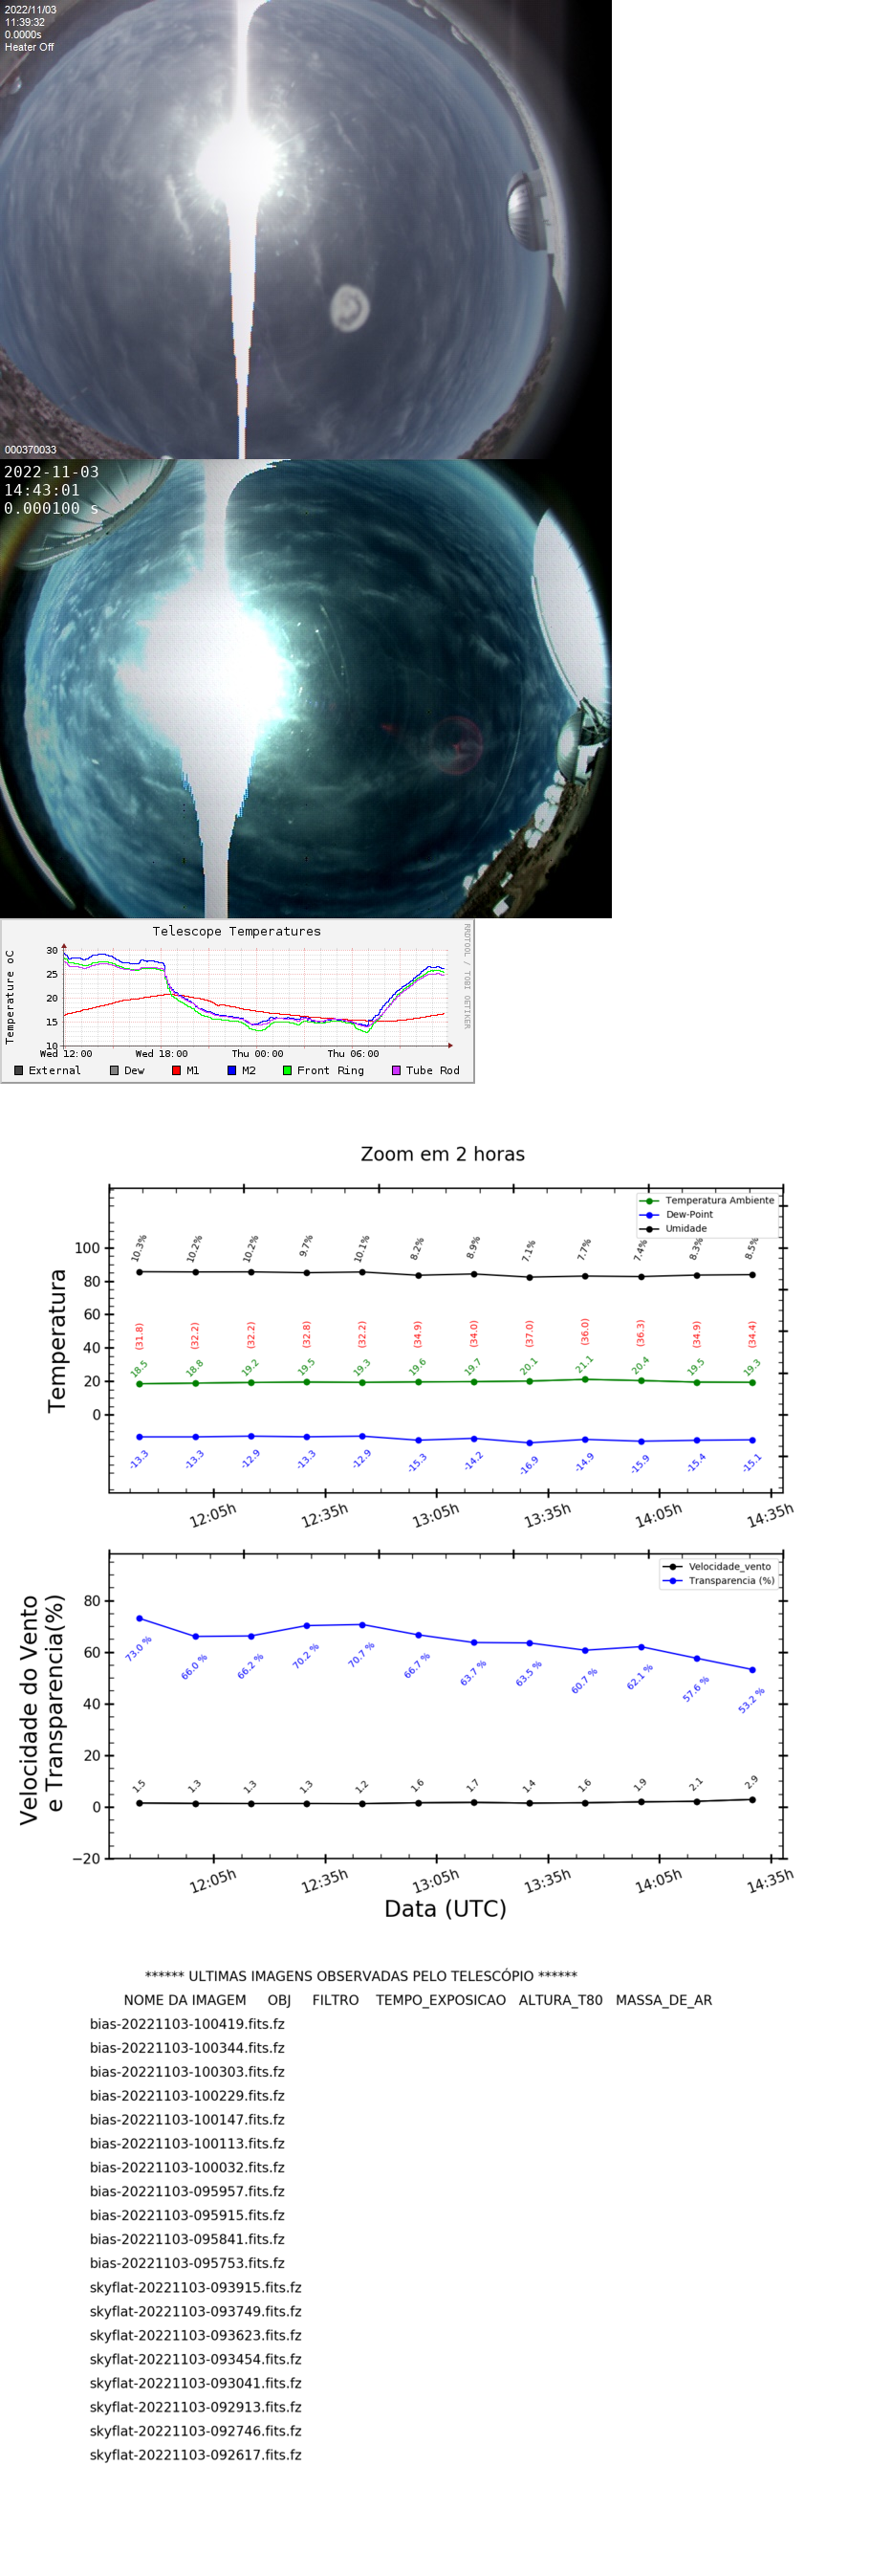 2022/11/03
11:39:32
0.0000s
Heater Off
000370033
2022-11-03
14:43:01
0.000100 s
Telescope Temperatures
RRDTOOL / TOBI OETIKER
Temperature oC
30
25
20
15
10
Wed 12:00 Wed 18:00 Thu 00:00 Thu 06:00
External Dew M1 M2 Front Ring Tube Rod
Zoom em 2 horas
Temperatura Ambiente
Dew-Point
Umidade
Temperatura
100
80
60
40
20
0
10.3% 10.2% 10.2% 9.7% 10.1% 8.2% 8.9% 7.1% 7.7% 7.4% 8.3% 8.5%
(31.8) (32.2) (32.2) (32.8) (32.2) (34.9) (34.0) (37.0) (36.0) (36.3) (34.9) (34.4)
18.5 18.8 19.2 19.5 19.3 19.6 19.7 20.1 21.1 20.4 19.5 19.3
-13.3 -13.3 -12.9 -13.3 -12.9 -15.3 -14.2 -16.9 -14.9 -15.9 -15.4 -15.1
12:05h 12:35h 13:05h 13:35h 14:05h 14:35h
Velocidade_vento
Transparencia (%)
Velocidade do Vento
e Transparencia(%)
80
60
40
20
0
−20
73.0 % 66.0 % 66.2 % 70.2 % 70.7 % 66.7 % 63.7 % 63.5 % 60.7 % 62.1 % 57.6 % 53.2 %
1.5 1.3 1.3 1.3 1.2 1.6 1.7 1.4 1.6 1.9 2.1 2.9
12:05h 12:35h 13:05h 13:35h 14:05h 14:35h
Data (UTC)
****** ULTIMAS IMAGENS OBSERVADAS PELO TELESCÓPIO ******
NOME DA IMAGEM OBJ FILTRO TEMPO_EXPOSICAO ALTURA_T80 MASSA_DE_AR
bias-20221103-100419.fits.fz
bias-20221103-100344.fits.fz
bias-20221103-100303.fits.fz
bias-20221103-100229.fits.fz
bias-20221103-100147.fits.fz
bias-20221103-100113.fits.fz
bias-20221103-100032.fits.fz
bias-20221103-095957.fits.fz
bias-20221103-095915.fits.fz
bias-20221103-095841.fits.fz
bias-20221103-095753.fits.fz
skyflat-20221103-093915.fits.fz
skyflat-20221103-093749.fits.fz
skyflat-20221103-093623.fits.fz
skyflat-20221103-093454.fits.fz
skyflat-20221103-093041.fits.fz
skyflat-20221103-092913.fits.fz
skyflat-20221103-092746.fits.fz
skyflat-20221103-092617.fits.fz